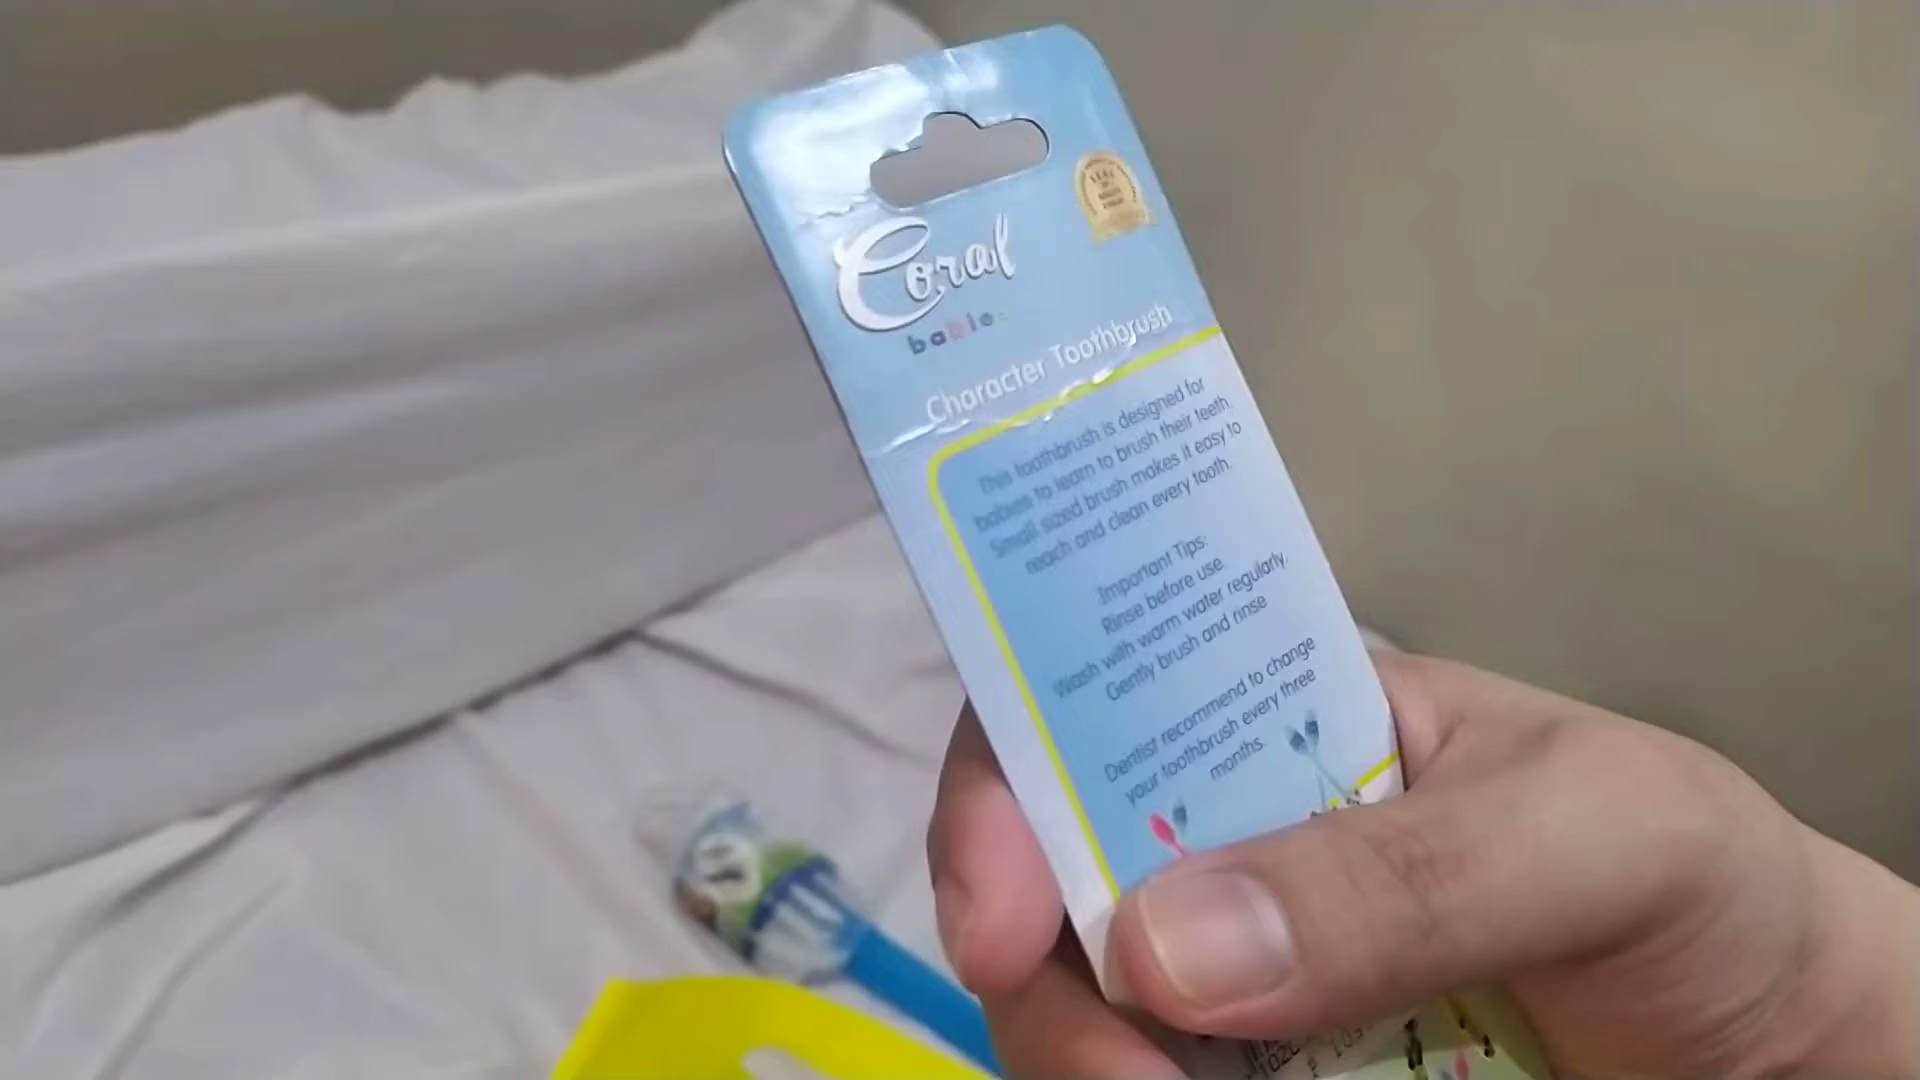 Coral
babies
Character Toothbrush
This toothbrush is designed for
babies to learn to brush their teeth.
Small sized brush makes it easy to
reach and clean every tooth.
Important Tips:
Rinse before use
Wash with warm water regularly.
Gently brush and rinse
Dentist recommend to change
your toothbrush every three
months.